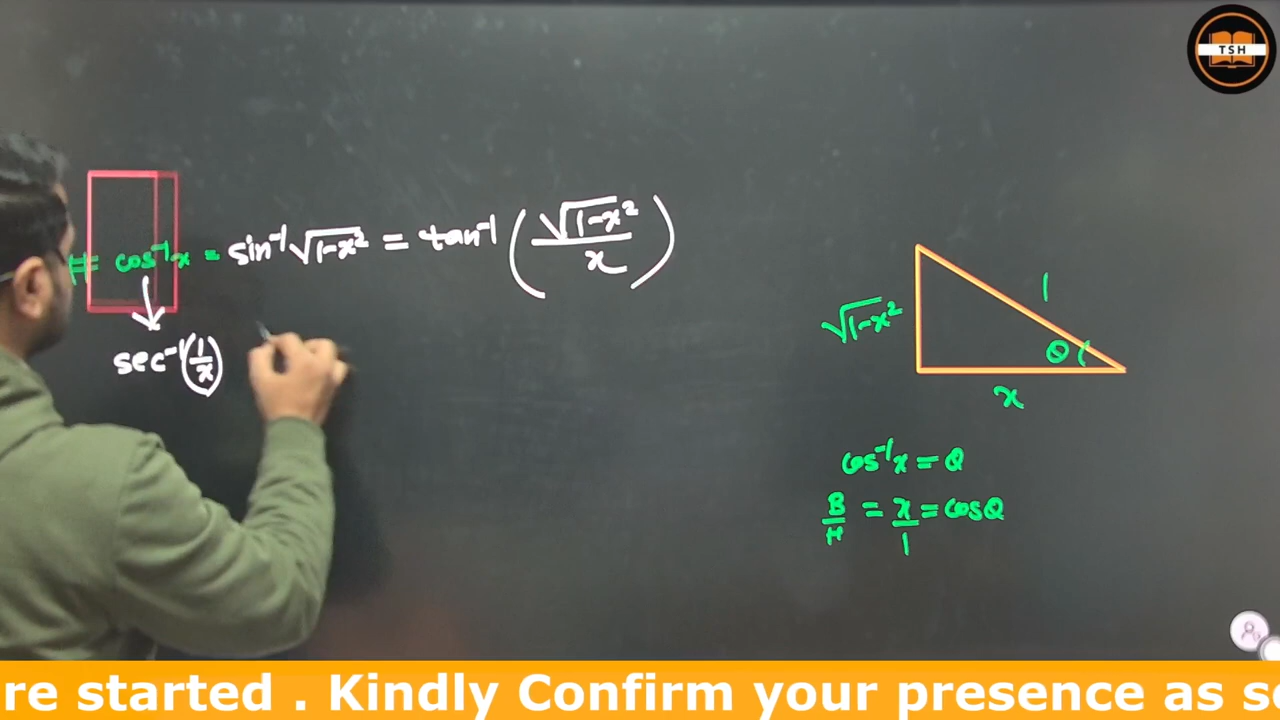 TSH
# cos⁻¹x = sin⁻¹√1-x² = tan⁻¹(√1-x²/x)
sec⁻¹(1/x)
√1-x²
1
θ
x
cos⁻¹x = θ
B/H = x/1 = cosθ
re started . Kindly Confirm your presence as s